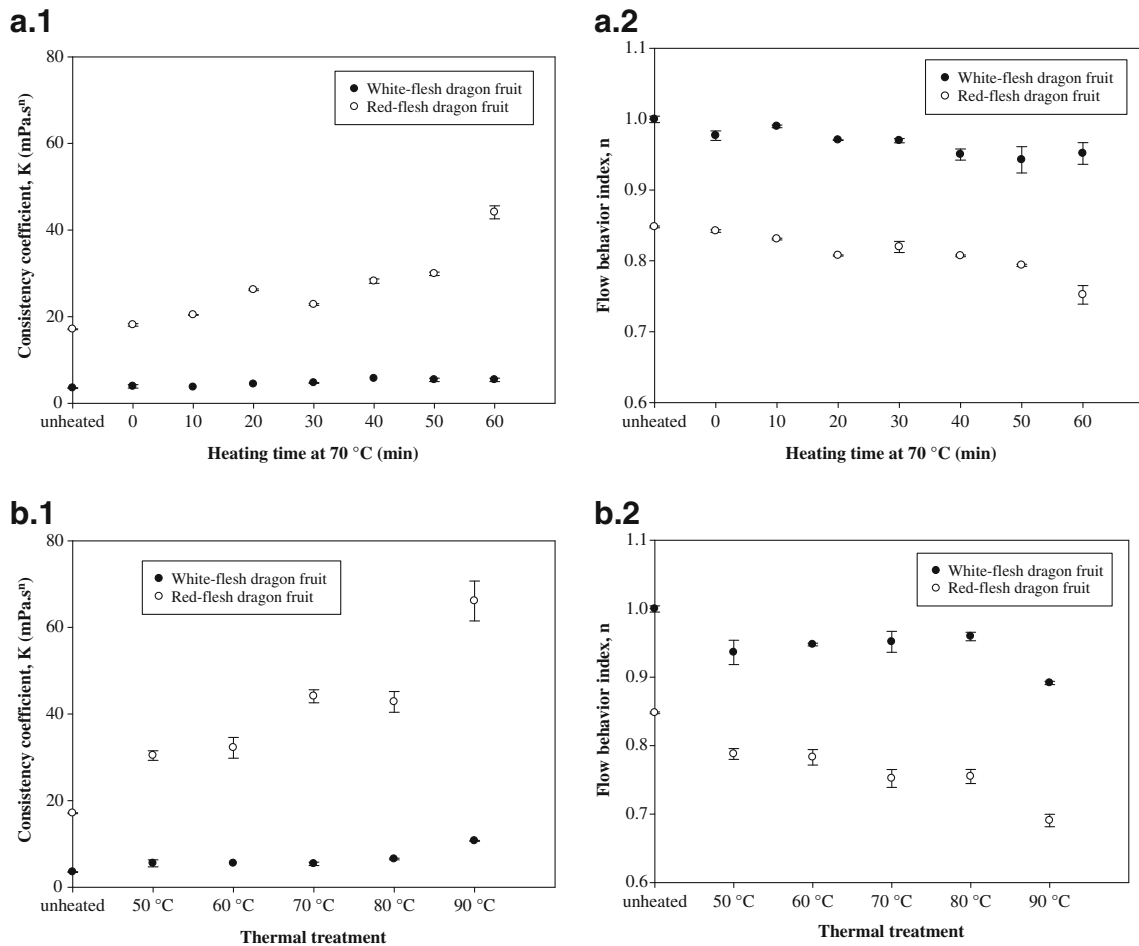 a.1
80
60
40
20
0
Consistency coefficient, K (mPa.sⁿ)
White-flesh dragon fruit
Red-flesh dragon fruit
unheated 0 10 20 30 40 50 60
Heating time at 70 °C (min)
a.2
1.1
1.0
0.9
0.8
0.7
0.6
Flow behavior index, n
White-flesh dragon fruit
Red-flesh dragon fruit
unheated 0 10 20 30 40 50 60
Heating time at 70 °C (min)
b.1
80
60
40
20
0
Consistency coefficient, K (mPa.sⁿ)
White-flesh dragon fruit
Red-flesh dragon fruit
unheated 50 °C 60 °C 70 °C 80 °C 90 °C
Thermal treatment
b.2
1.1
1.0
0.9
0.8
0.7
0.6
Flow behavior index, n
White-flesh dragon fruit
Red-flesh dragon fruit
unheated 50 °C 60 °C 70 °C 80 °C 90 °C
Thermal treatment